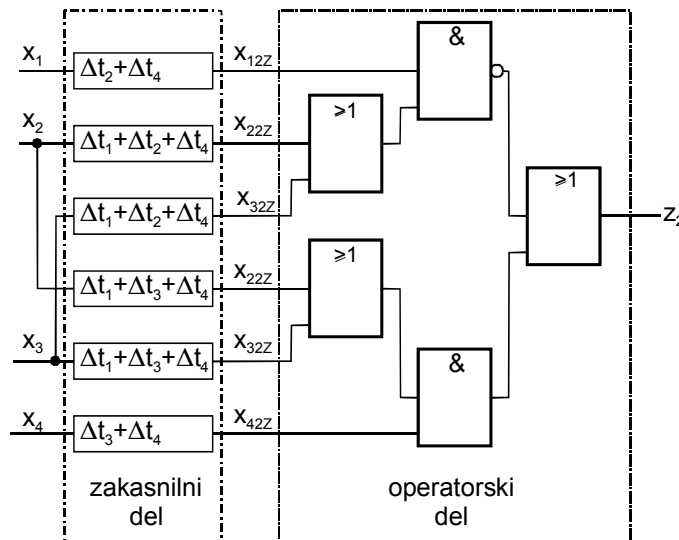 x₁ Δt₂+Δt₄ x₁₂Z &
x₂ Δt₁+Δt₂+Δt₄ x₂₂Z ⩾1
Δt₁+Δt₂+Δt₄ x₃₂Z ⩾1 z₂
Δt₁+Δt₃+Δt₄ x₂₂Z ⩾1
x₃ Δt₁+Δt₃+Δt₄ x₃₂Z &
x₄ Δt₃+Δt₄ x₄₂Z
zakasnilni
del
operatorski
del